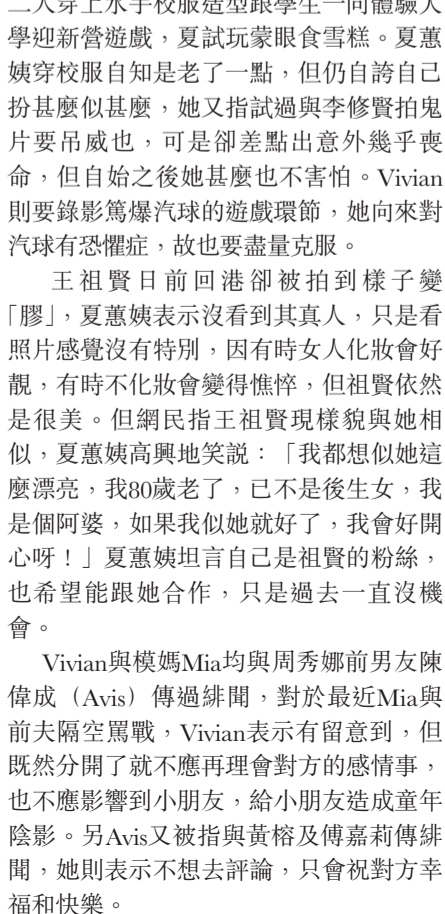 二人穿上水手校服造型跟學生一同體驗大
學迎新營遊戲，夏試玩蒙眼食雪糕。夏蕙
姨穿校服自知是老了一點，但仍自誇自己
扮甚麼似甚麼，她又指試過與李修賢拍鬼
片要吊威也，可是卻差點出意外幾乎喪
命，但自始之後她甚麼也不害怕。Vivian
則要錄影篤爆汽球的遊戲環節，她向來對
汽球有恐懼症，故也要盡量克服。
王祖賢日前回港卻被拍到樣子變
「膠」，夏蕙姨表示沒看到其真人，只是看
照片感覺沒有特別，因有時女人化妝會好
靚，有時不化妝會變得憔悴，但祖賢依然
是很美。但網民指王祖賢現樣貌與她相
似，夏蕙姨高興地笑説：「我都想似她這
麼漂亮，我80歲老了，已不是後生女，我
是個阿婆，如果我似她就好了，我會好開
心呀！」夏蕙姨坦言自己是祖賢的粉絲，
也希望能跟她合作，只是過去一直沒機
會。
Vivian與模媽Mia均與周秀娜前男友陳
偉成（Avis）傳過緋聞，對於最近Mia與
前夫隔空罵戰，Vivian表示有留意到，但
既然分開了就不應再理會對方的感情事，
也不應影響到小朋友，給小朋友造成童年
陰影。另Avis又被指與黃榕及傅嘉莉傳緋
聞，她則表示不想去評論，只會祝對方幸
福和快樂。